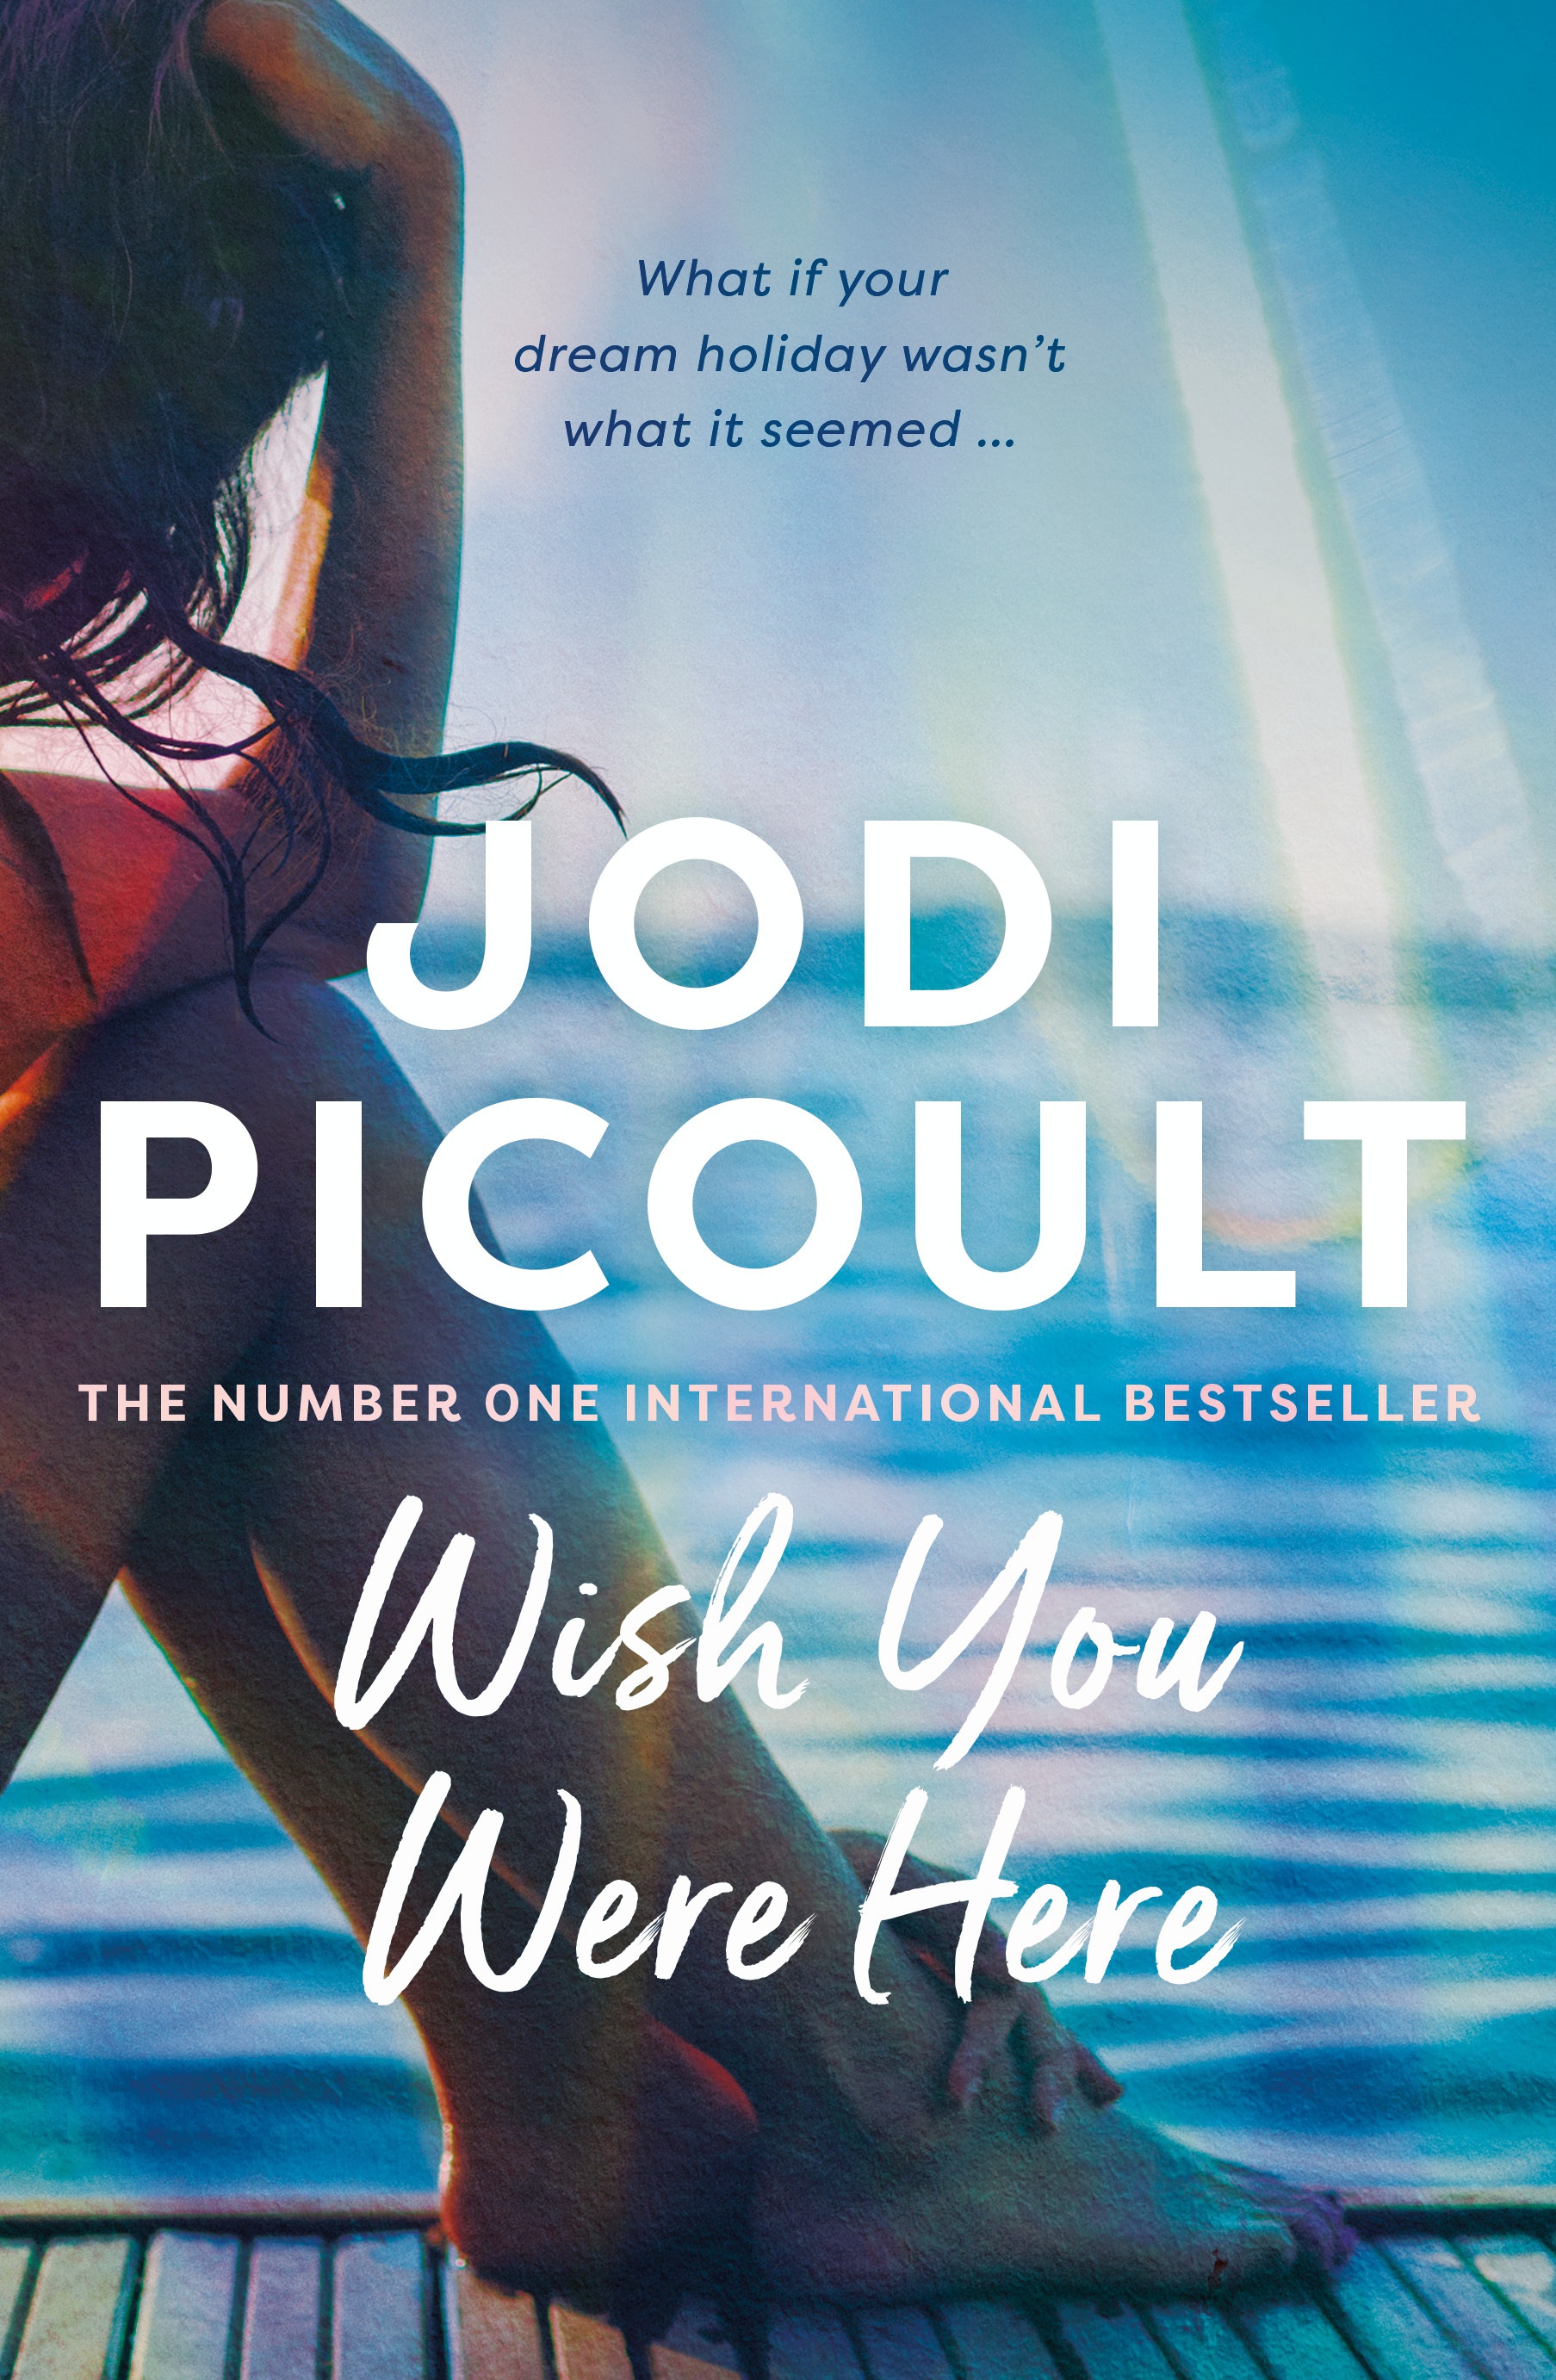 What if your
dream holiday wasn't
what it seemed ...
JODI
PICOULT
THE NUMBER ONE INTERNATIONAL BESTSELLER
Wish You
Were Here